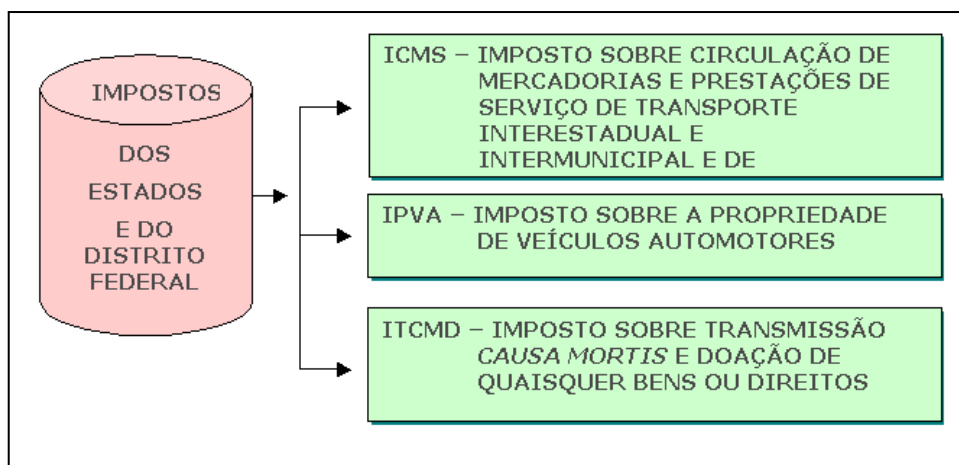 IMPOSTOS
DOS
ESTADOS
E DO
DISTRITO
FEDERAL
ICMS – IMPOSTO SOBRE CIRCULAÇÃO DE
MERCADORIAS E PRESTAÇÕES DE
SERVIÇO DE TRANSPORTE
INTERESTADUAL E
INTERMUNICIPAL E DE
IPVA – IMPOSTO SOBRE A PROPRIEDADE
DE VEÍCULOS AUTOMOTORES
ITCMD – IMPOSTO SOBRE TRANSMISSÃO
CAUSA MORTIS E DOAÇÃO DE
QUAISQUER BENS OU DIREITOS